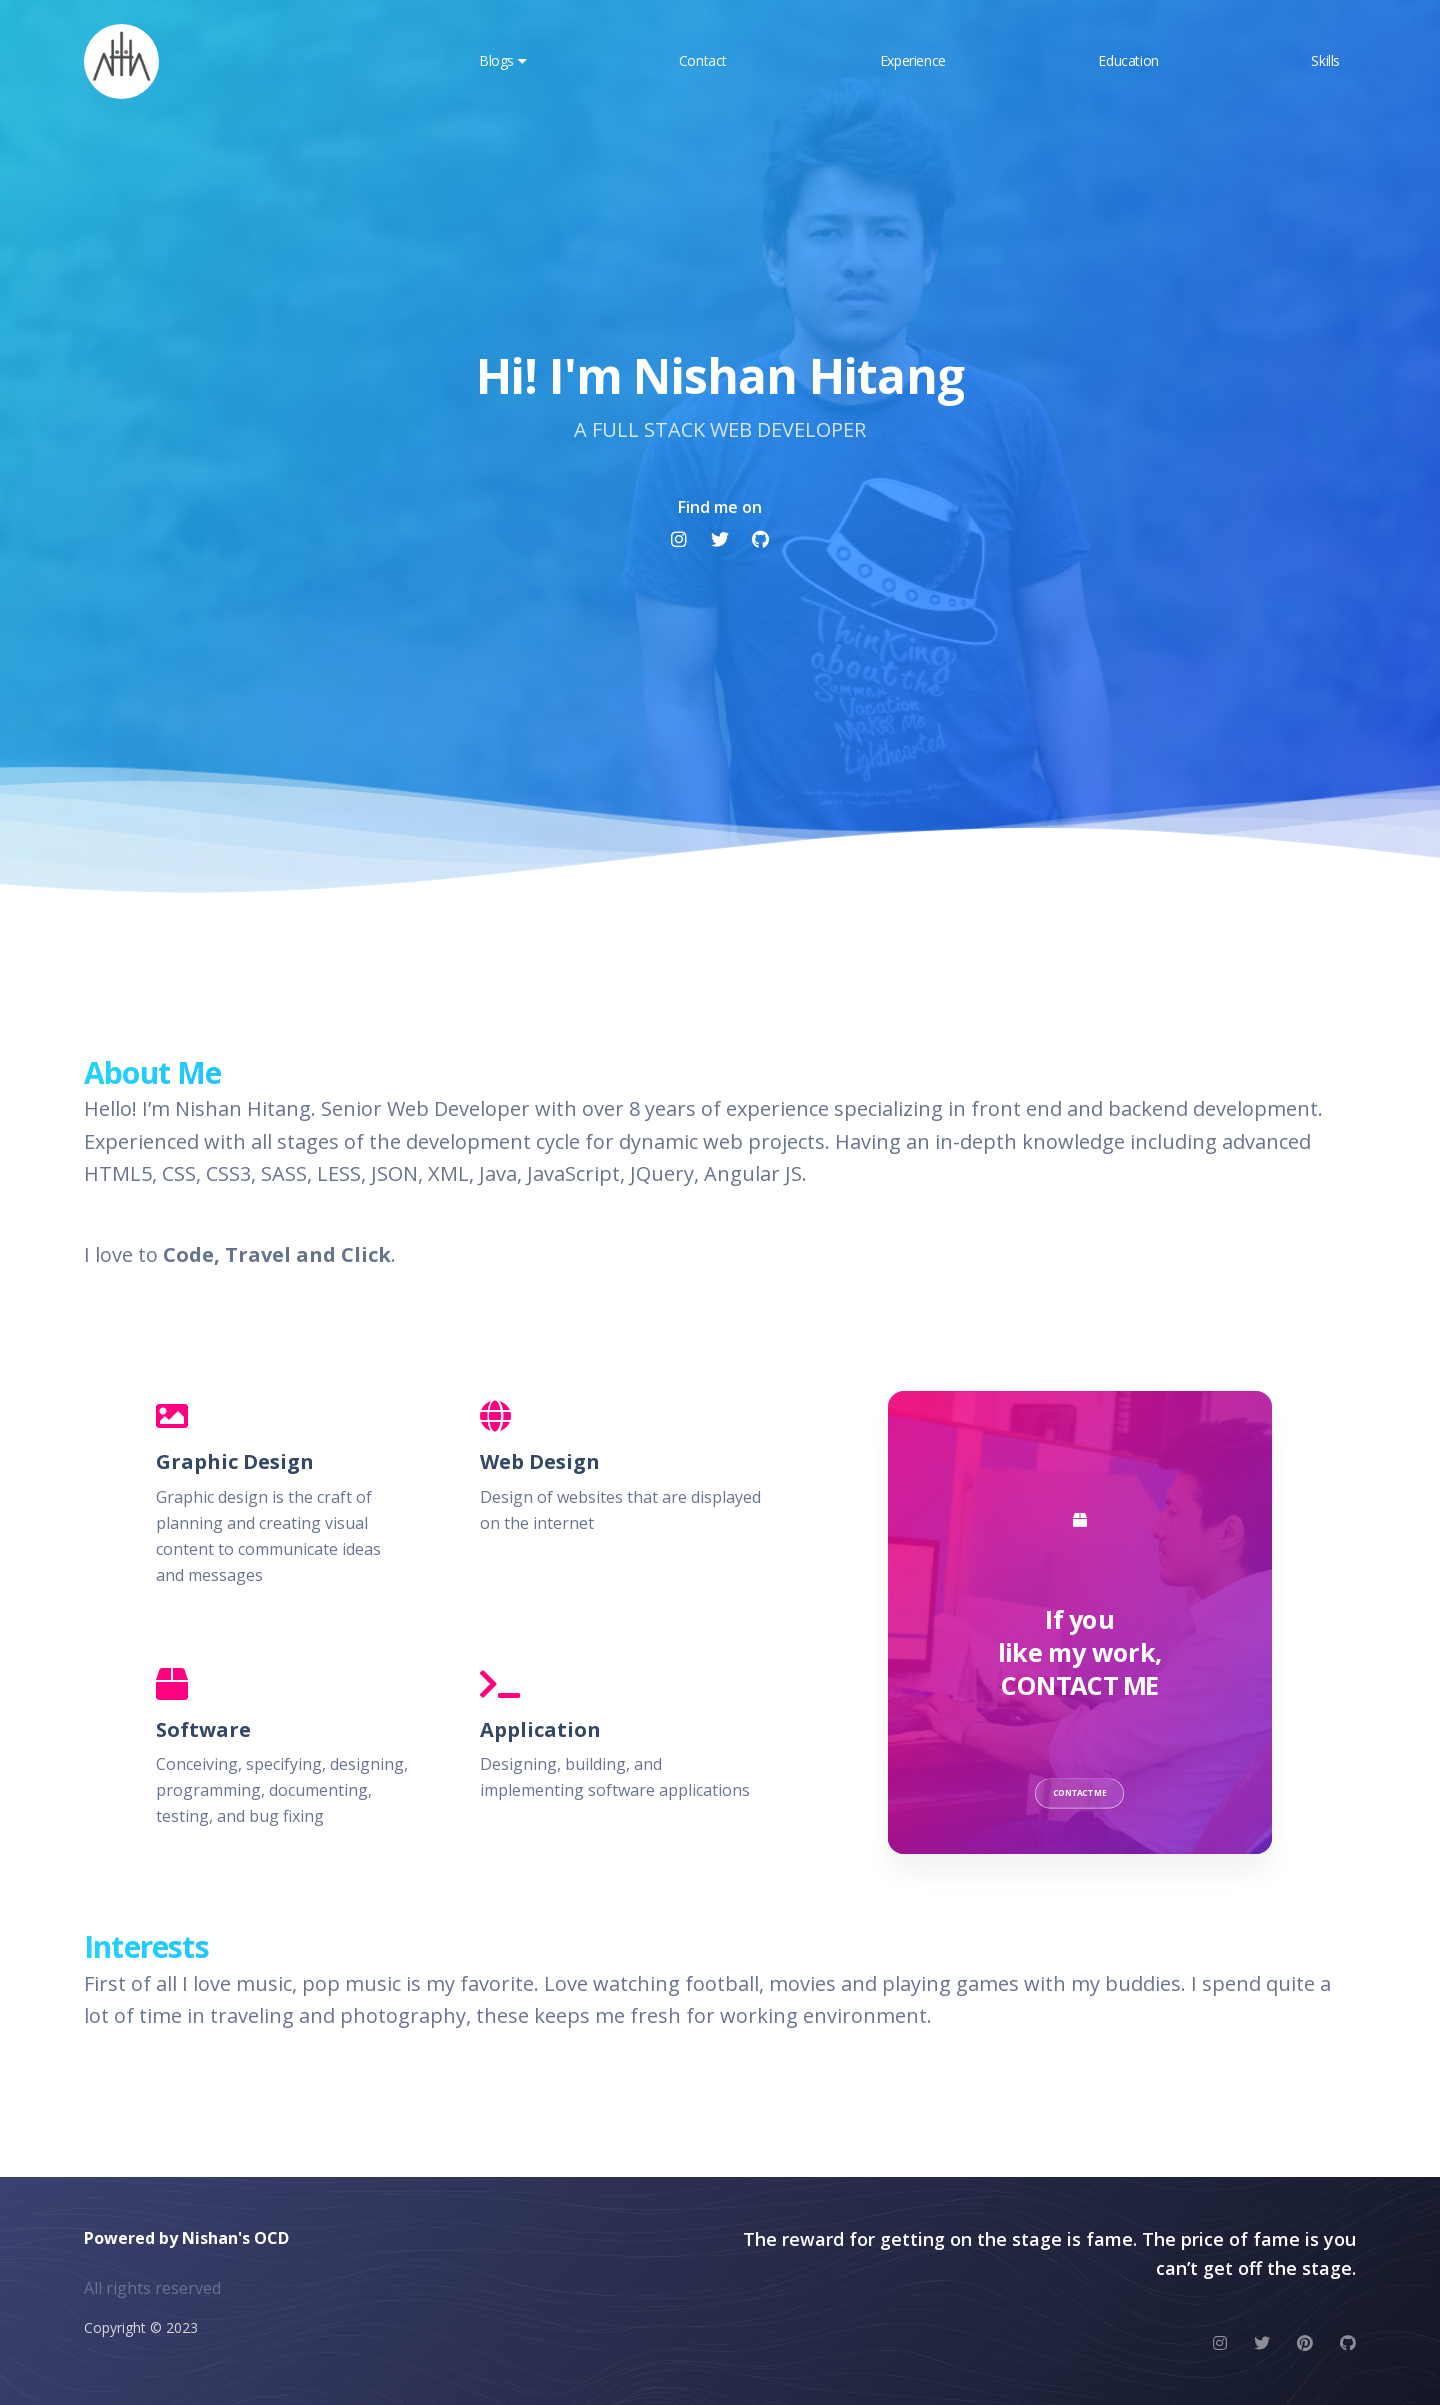 Blogs
Contact
Experience
Education
Skills
Hi! I'm Nishan Hitang
A FULL STACK WEB DEVELOPER
Find me on
ThinKing
about the
Summer
Vacation
Makes Me
Lighthearted
About Me
Hello! I’m Nishan Hitang. Senior Web Developer with over 8 years of experience specializing in front end and backend development.
Experienced with all stages of the development cycle for dynamic web projects. Having an in-depth knowledge including advanced
HTML5, CSS, CSS3, SASS, LESS, JSON, XML, Java, JavaScript, JQuery, Angular JS.
I love to Code, Travel and Click.
Graphic Design
Graphic design is the craft of
planning and creating visual
content to communicate ideas
and messages
Web Design
Design of websites that are displayed
on the internet
Software
Conceiving, specifying, designing,
programming, documenting,
testing, and bug fixing
Application
Designing, building, and
implementing software applications
If you
like my work,
CONTACT ME
CONTACT ME
Interests
First of all I love music, pop music is my favorite. Love watching football, movies and playing games with my buddies. I spend quite a
lot of time in traveling and photography, these keeps me fresh for working environment.
Powered by Nishan's OCD
All rights reserved
Copyright © 2023
The reward for getting on the stage is fame. The price of fame is you
can’t get off the stage.